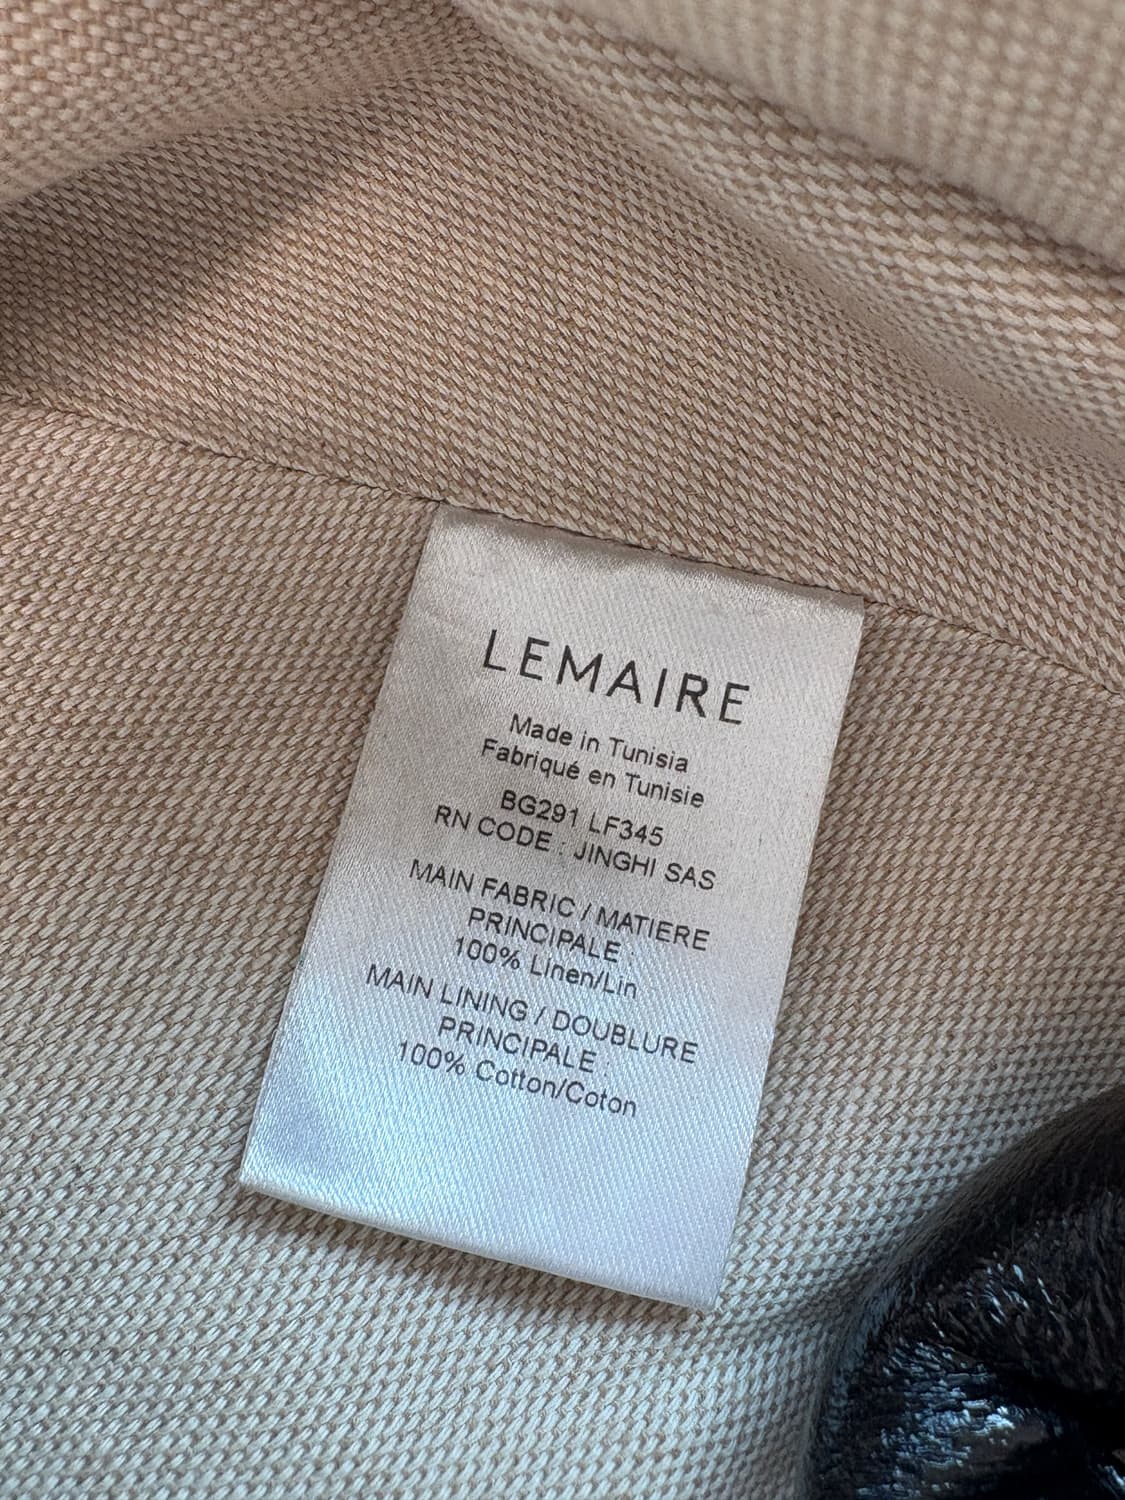 LEMAIRE
Made in Tunisia
Fabriqué en Tunisie
BG291 LF345
RN CODE : JINGHI SAS
MAIN FABRIC / MATIERE
PRINCIPALE :
100% Linen/Lin
MAIN LINING / DOUBLURE
PRINCIPALE :
100% Cotton/Coton